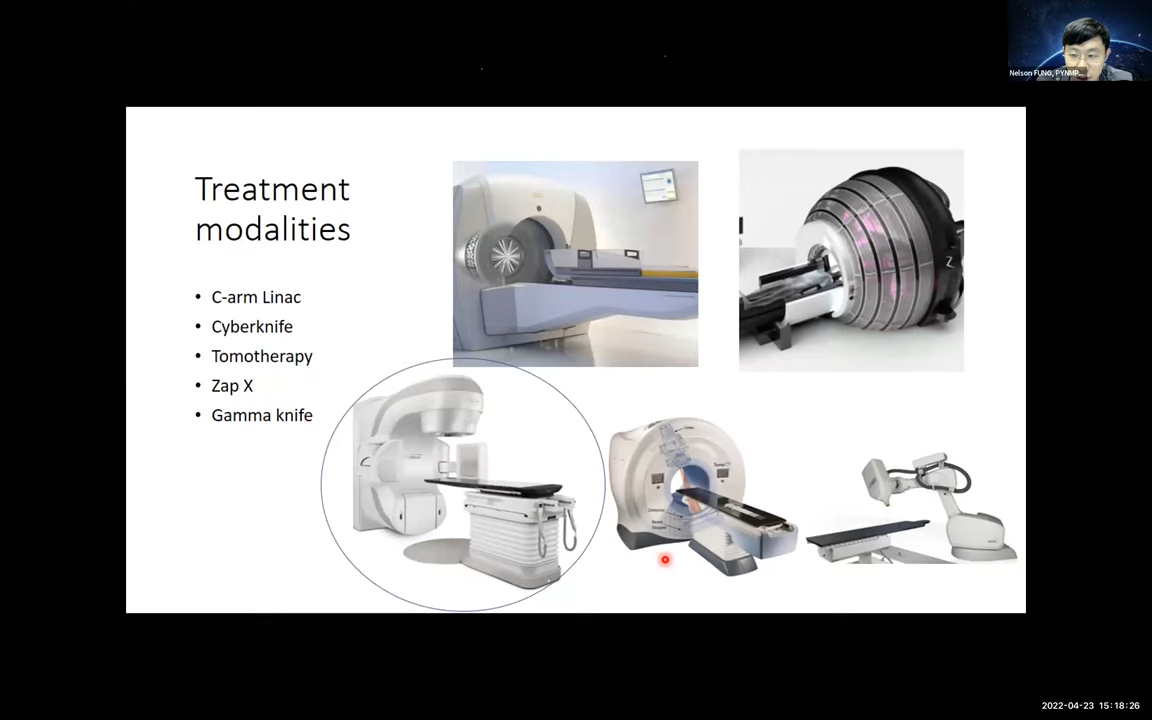 Nelson FUNG, PYNMP...
Treatment
modalities
• C-arm Linac
• Cyberknife
• Tomotherapy
• Zap X
• Gamma knife
Z
2022-04-23 15:18:26